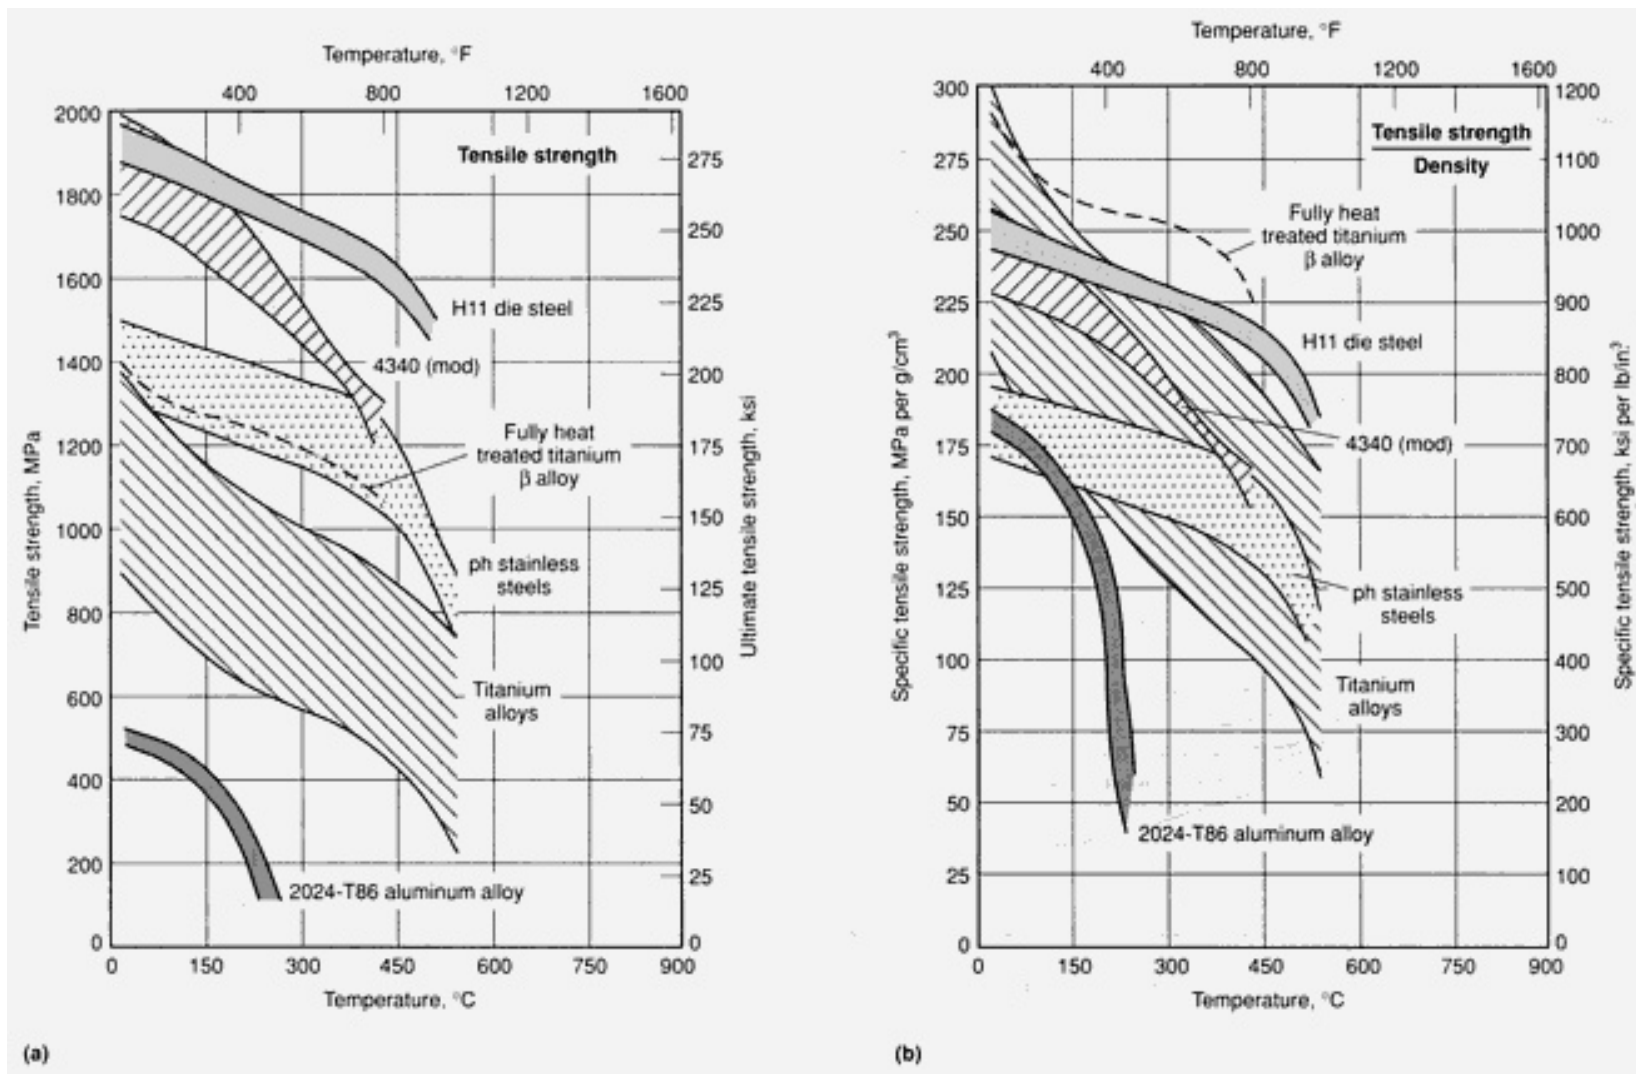 Temperature, °F
400 800 1200 1600
2000
1800
1600
1400
1200
1000
800
600
400
200
0
Tensile strength, MPa
Tensile strength
275
250
225
200
175
150
125
100
75
50
25
0
Ultimate tensile strength, ksi
H11 die steel
4340 (mod)
Fully heat
treated titanium
β alloy
ph stainless
steels
Titanium
alloys
2024-T86 aluminum alloy
0 150 300 450 600 750 900
Temperature, °C
(a)
Temperature, °F
400 800 1200 1600
300
275
250
225
200
175
150
125
100
75
50
25
0
Specific tensile strength, MPa per g/cm³
Tensile strength
Density
1200
1100
1000
900
800
700
600
500
400
300
200
100
0
Specific tensile strength, ksi per lb/in³
Fully heat
treated titanium
β alloy
H11 die steel
4340 (mod)
ph stainless
steels
Titanium
alloys
2024-T86 aluminum alloy
0 150 300 450 600 750 900
Temperature, °C
(b)